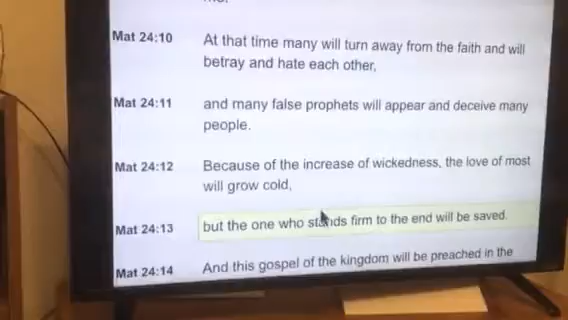 Mat 24:10 At that time many will turn away from the faith and will
betray and hate each other,
Mat 24:11 and many false prophets will appear and deceive many
people.
Mat 24:12 Because of the increase of wickedness, the love of most
will grow cold,
Mat 24:13 but the one who stands firm to the end will be saved.
Mat 24:14 And this gospel of the kingdom will be preached in the